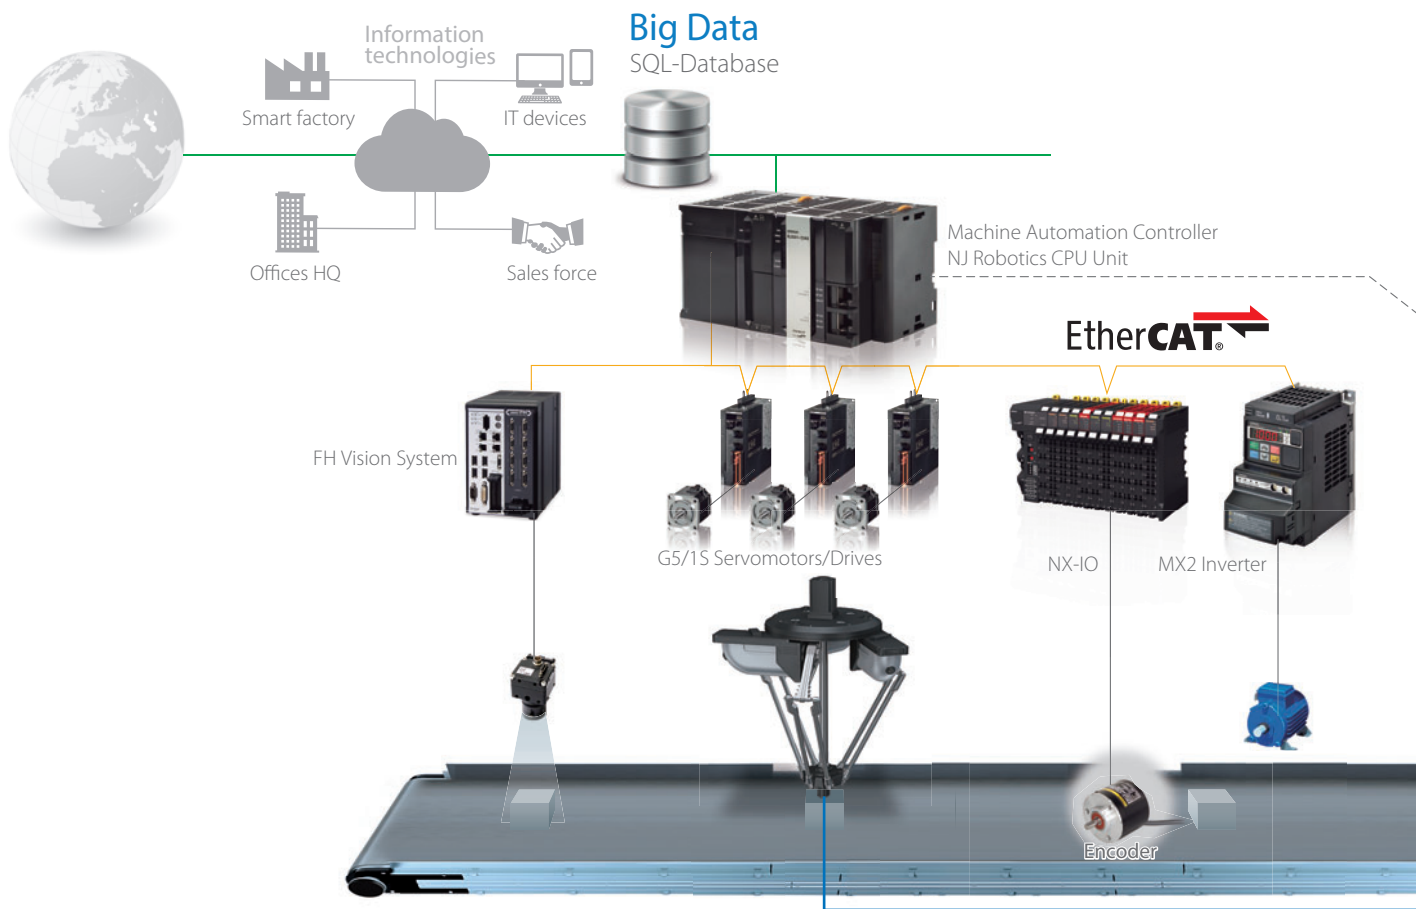 Big Data
SQL-Database
Information
technologies
Smart factory
IT devices
Offices HQ
Sales force
Machine Automation Controller
NJ Robotics CPU Unit
EtherCAT®
FH Vision System
G5/1S Servomotors/Drives
NX-IO
MX2 Inverter
Encoder